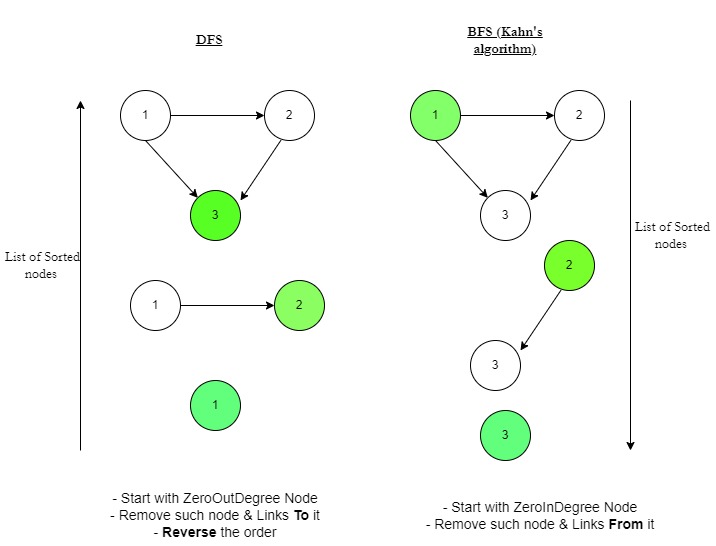 DFS
1
2
3
List of Sorted
nodes
1
2
1
- Start with ZeroOutDegree Node
- Remove such node & Links To it
- Reverse the order
BFS (Kahn's
algorithm)
1
2
3
List of Sorted
nodes
2
3
3
- Start with ZeroInDegree Node
- Remove such node & Links From it